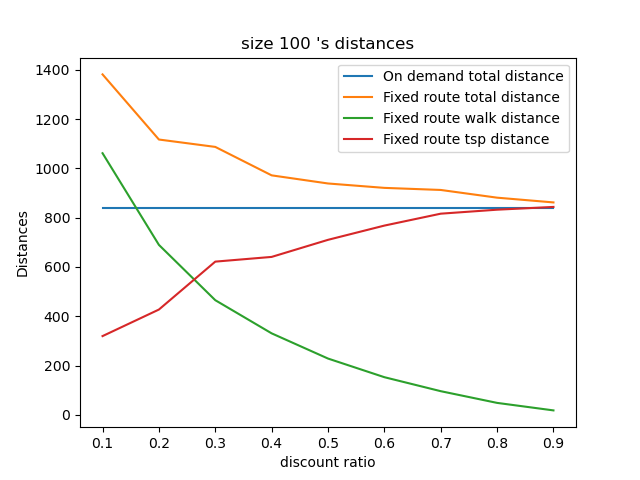 size 100 's distances
On demand total distance
Fixed route total distance
Fixed route walk distance
Fixed route tsp distance
Distances
1400
1200
1000
800
600
400
200
0
0.1 0.2 0.3 0.4 0.5 0.6 0.7 0.8 0.9
discount ratio